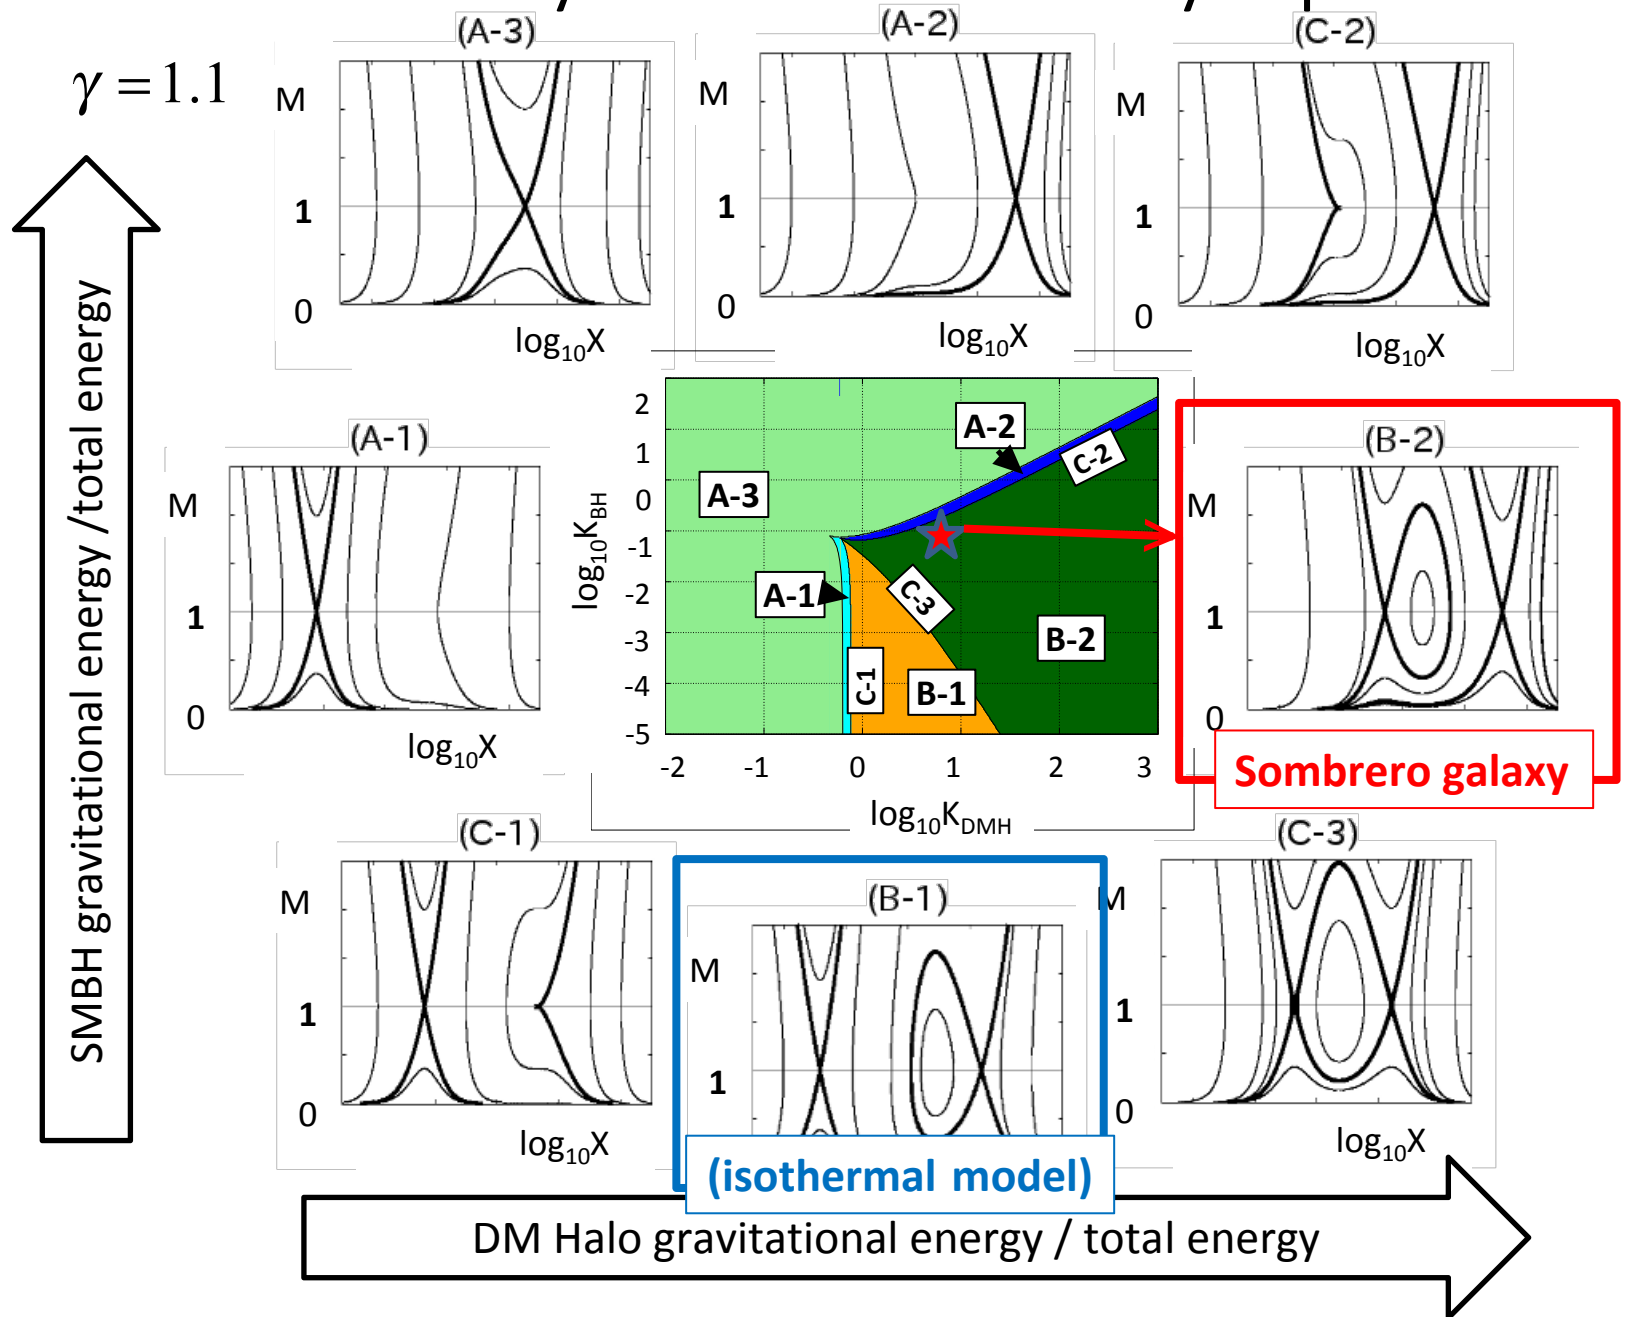 (A-3)
(A-2)
(C-2)
γ = 1.1
M
1
0
log10X
M
1
0
log10X
M
1
0
log10X
SMBH gravitational energy /total energy
(A-1)
M
1
0
log10X
2
1
0
-1
-2
-3
-4
-5
log10KBH
A-2
C-2
A-3
A-1
C-3
C-1
B-1
B-2
-2 -1 0 1 2 3
log10KDMH
(B-2)
M
1
0
Sombrero galaxy
(C-1)
M
1
0
log10X
(B-1)
M
1
(isothermal model)
(C-3)
M
1
0
log10X
DM Halo gravitational energy / total energy